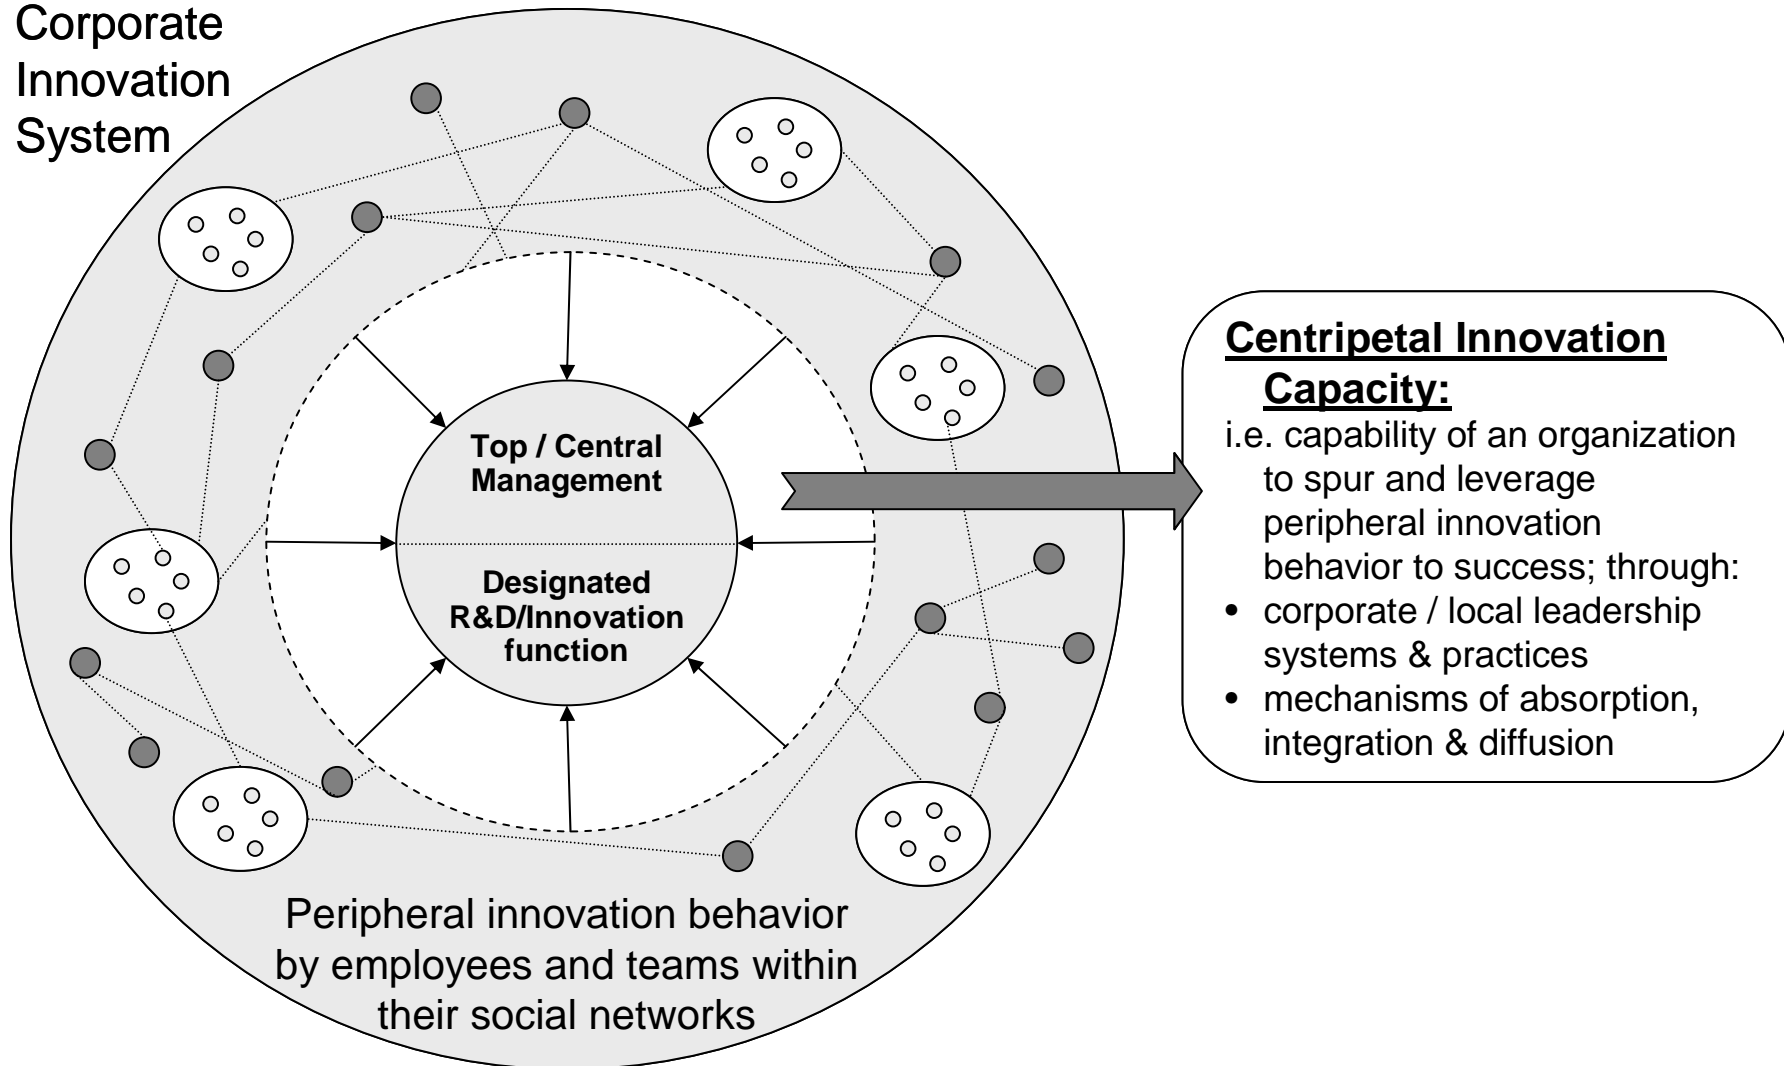 Corporate
Innovation
System
Top / Central
Management
Designated
R&D/Innovation
function
Peripheral innovation behavior
by employees and teams within
their social networks
Centripetal Innovation
Capacity:
i.e. capability of an organization
to spur and leverage
peripheral innovation
behavior to success; through:
• corporate / local leadership
systems & practices
• mechanisms of absorption,
integration & diffusion